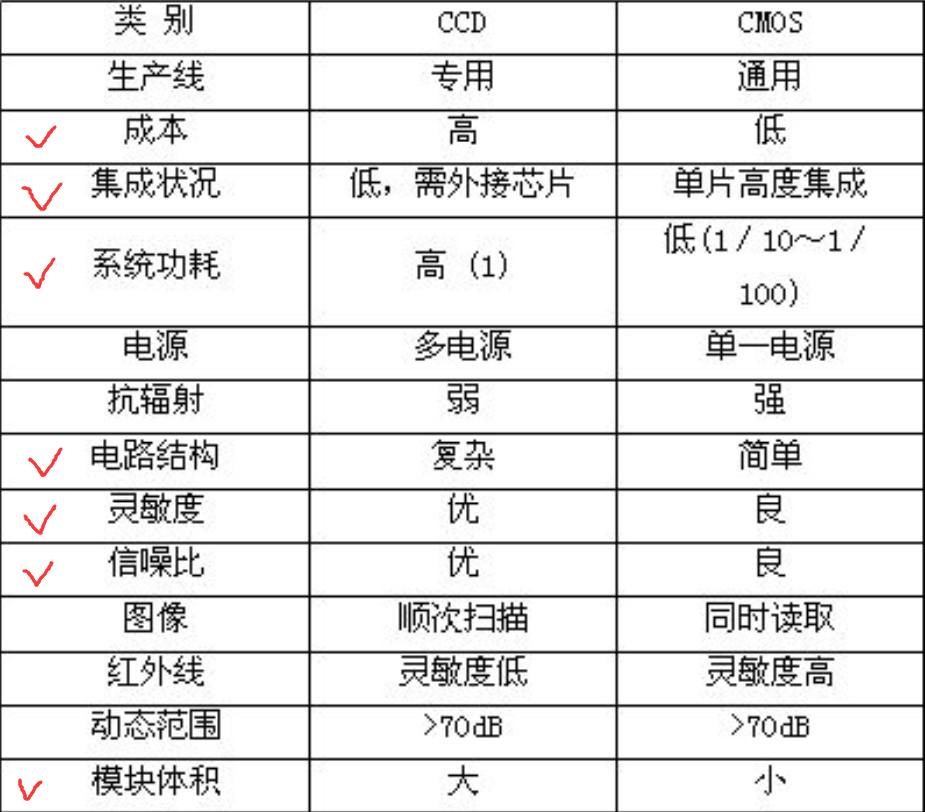 类 别 CCD CMOS
生产线 专用 通用
成本 高 低
集成状况 低，需外接芯片 单片高度集成
系统功耗 高 (1) 低(1/10～1/
100)
电源 多电源 单一电源
抗辐射 弱 强
电路结构 复杂 简单
灵敏度 优 良
信噪比 优 良
图像 顺次扫描 同时读取
红外线 灵敏度低 灵敏度高
动态范围 >70dB >70dB
模块体积 大 小